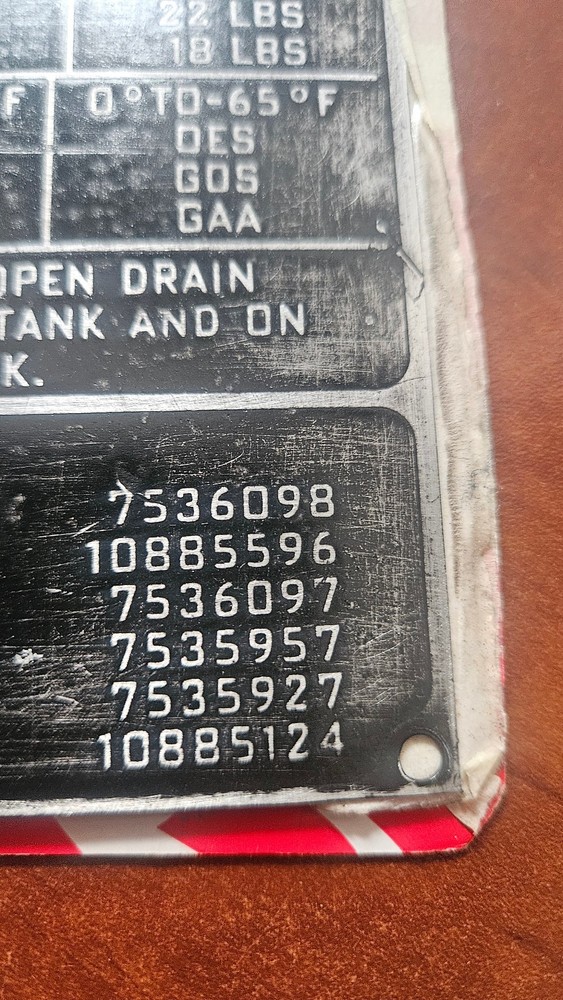 22 LBS
18 LBS
F 0°TO-65°F
OES
GOS
GAA
OPEN DRAIN
TANK AND ON
K.
7536098
10885596
7536097
7535957
7535927
10885124